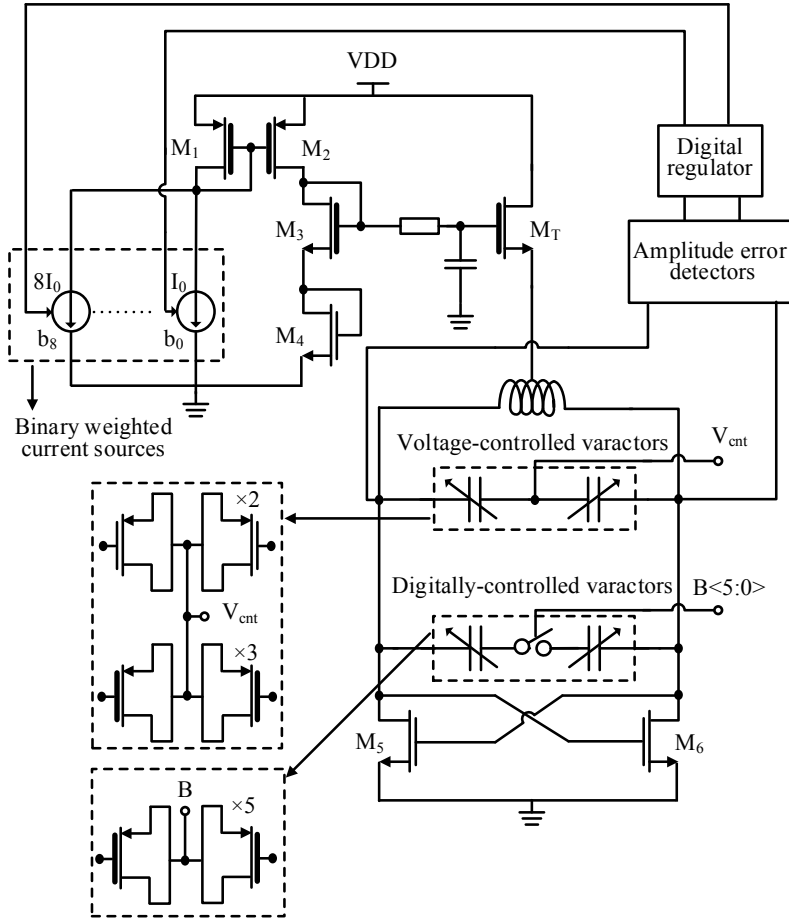 VDD
M1
M2
Digital
regulator
M3
MT
Amplitude error
detectors
8I0
I0
b8
........
b0
M4
Binary weighted
current sources
Voltage-controlled varactors
Vcnt
×2
Vcnt
Digitally-controlled varactors
B<5:0>
×3
M5
M6
B
×5